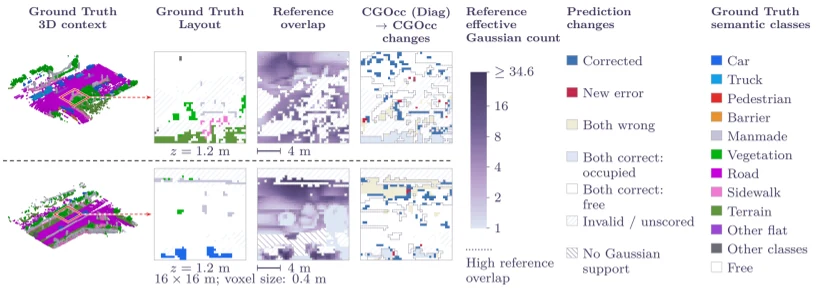 Ground Truth
3D context
Ground Truth
Layout
Reference
overlap
CGOcc (Diag)
→ CGOcc
changes
Reference
effective
Gaussian count
Prediction
changes
Ground Truth
semantic classes
z = 1.2 m
4 m
z = 1.2 m
4 m
16 × 16 m; voxel size: 0.4 m
≥ 34.6
16
8
4
2
1
High reference
overlap
Corrected
New error
Both wrong
Both correct:
occupied
Both correct:
free
Invalid / unscored
No Gaussian
support
Car
Truck
Pedestrian
Barrier
Manmade
Vegetation
Road
Sidewalk
Terrain
Other flat
Other classes
Free